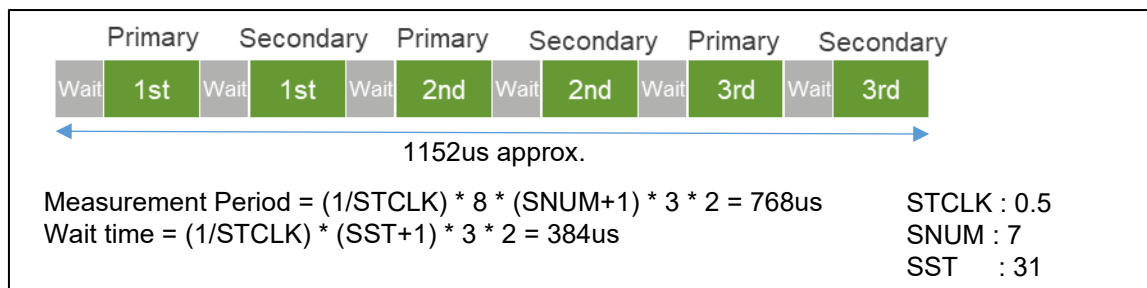 Primary Secondary Primary Secondary Primary Secondary
Wait 1st Wait 1st Wait 2nd Wait 2nd Wait 3rd Wait 3rd
1152us approx.
Measurement Period = (1/STCLK) * 8 * (SNUM+1) * 3 * 2 = 768us
Wait time = (1/STCLK) * (SST+1) * 3 * 2 = 384us
STCLK : 0.5
SNUM : 7
SST : 31